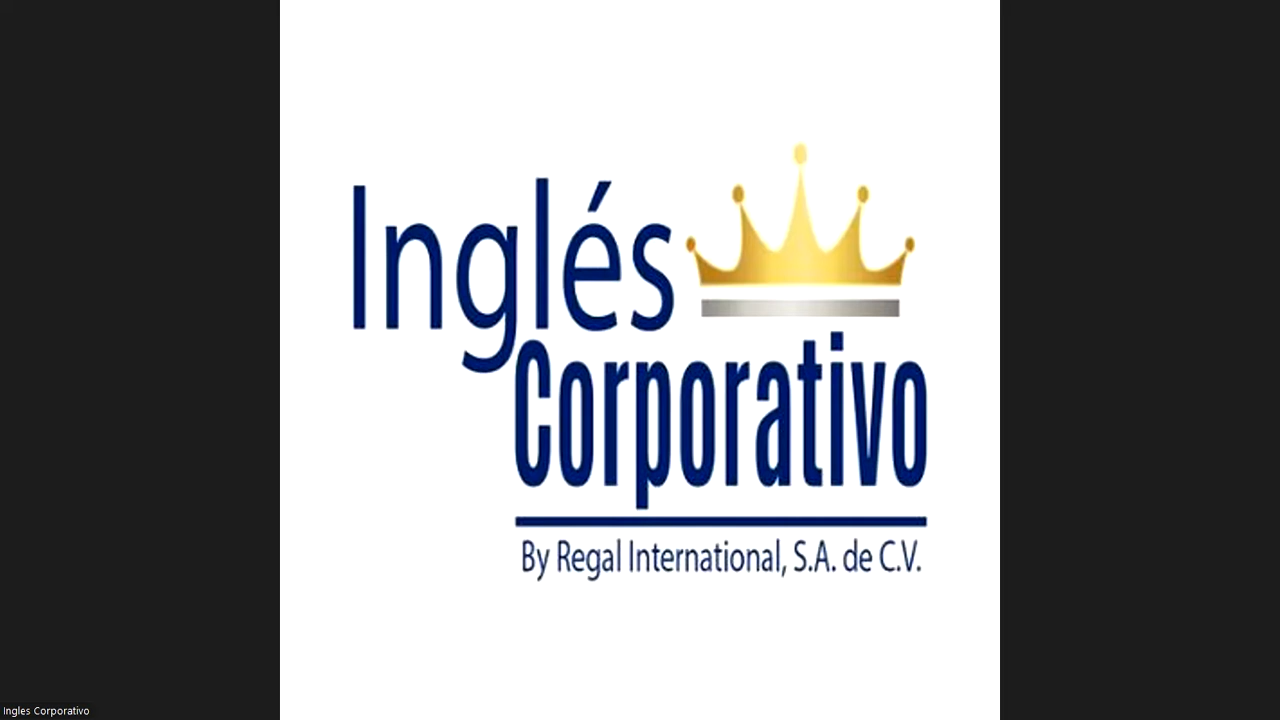 Inglés
Corporativo
By Regal International, S.A. de C.V.
Ingles Corporativo